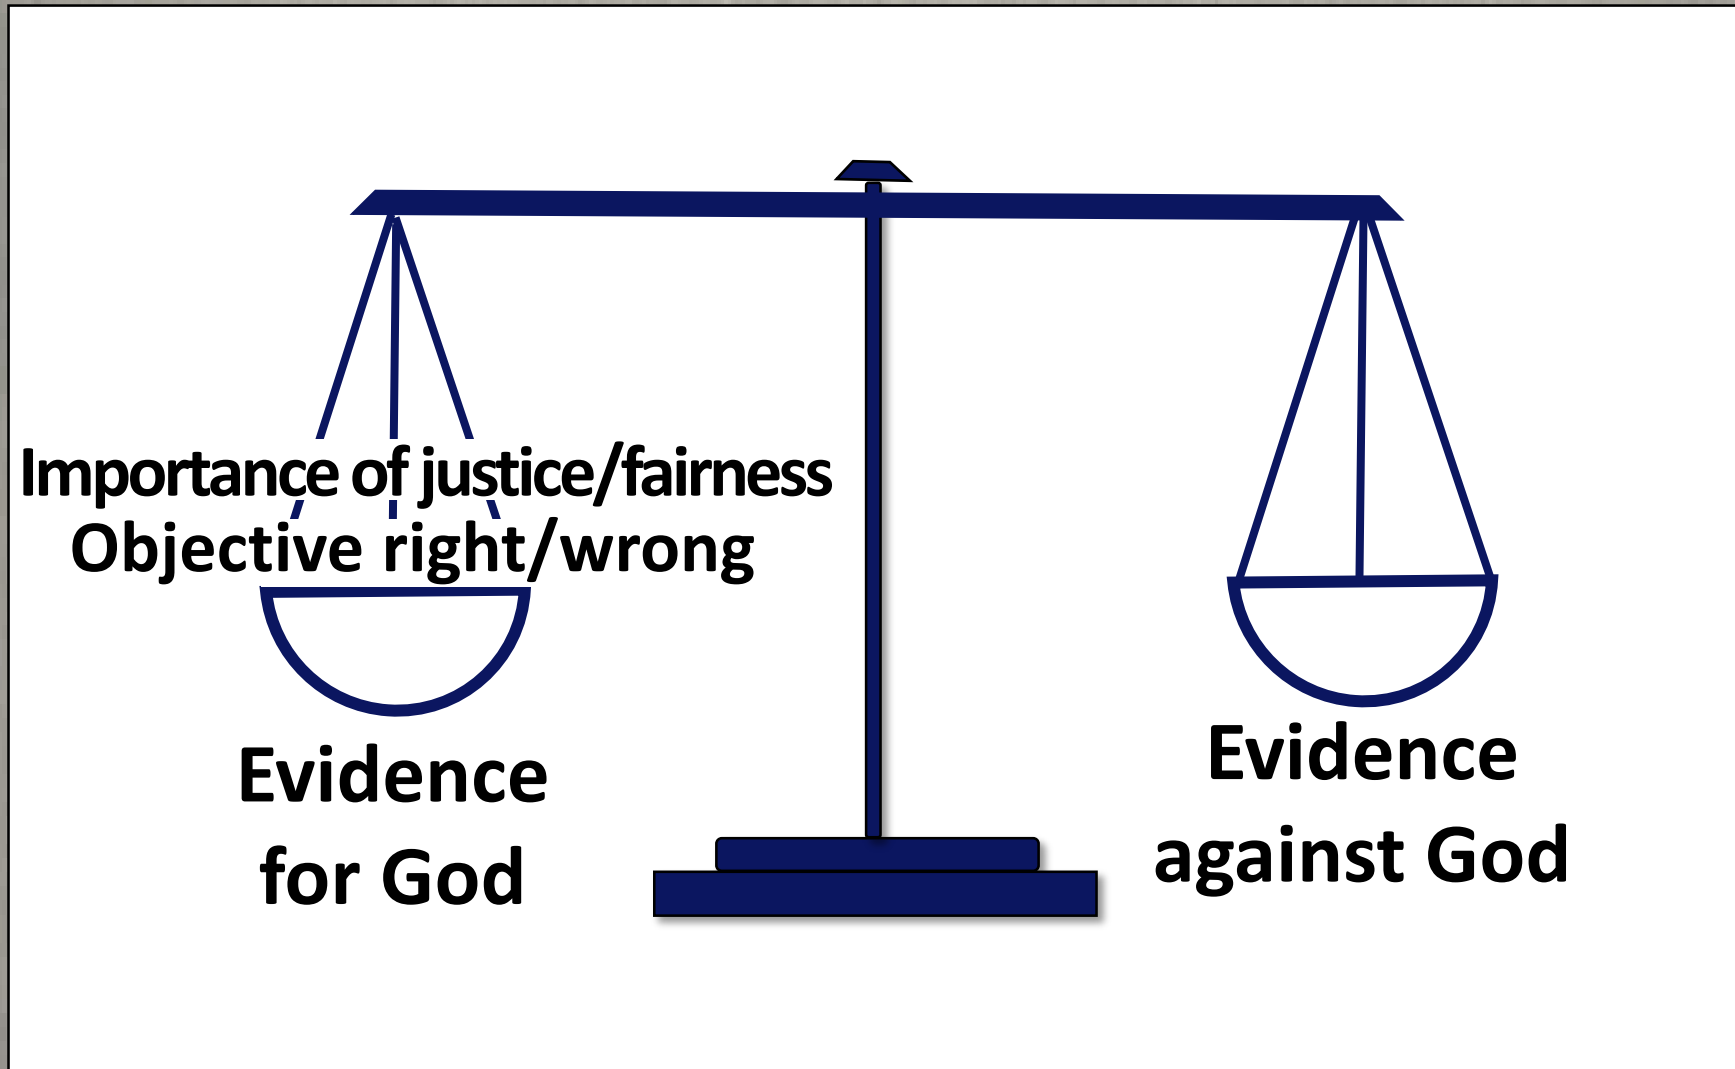 Importance of justice/fairness
Objective right/wrong
Evidence
for God
Evidence
against God